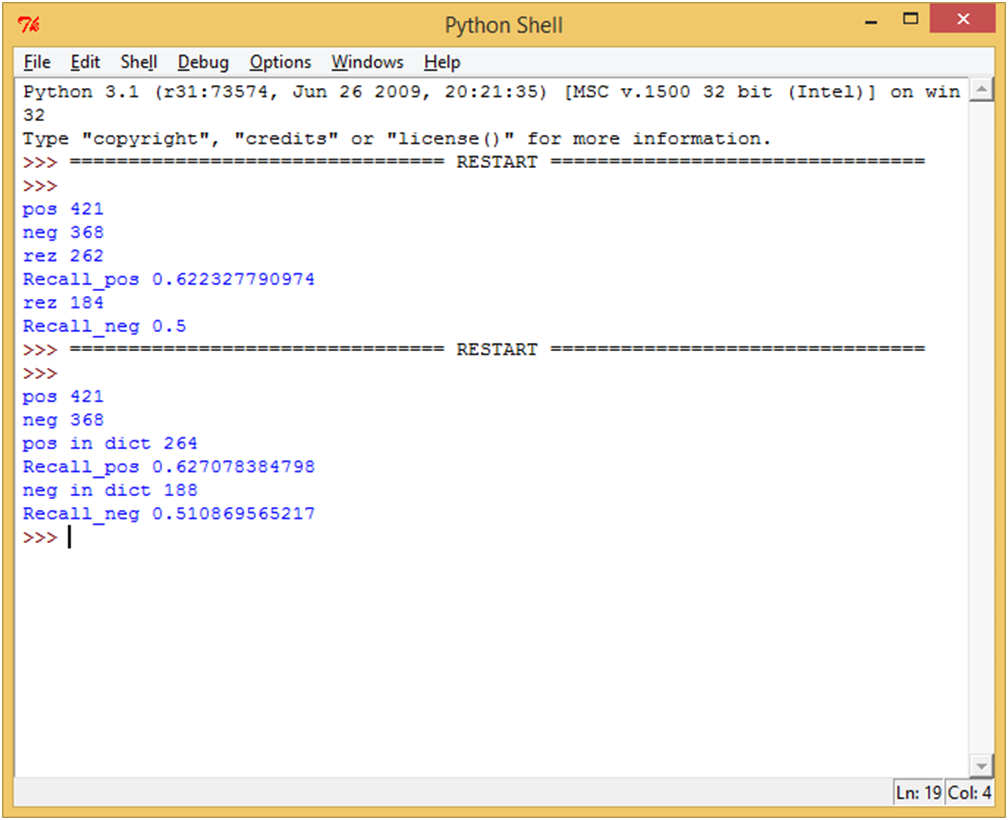 Python Shell
File Edit Shell Debug Options Windows Help
Python 3.1 (r31:73574, Jun 26 2009, 20:21:35) [MSC v.1500 32 bit (Intel)] on win
32
Type "copyright", "credits" or "license()" for more information.
>>> ================================ RESTART ================================
>>>
pos 421
neg 368
rez 262
Recall_pos 0.622327790974
rez 184
Recall_neg 0.5
>>> ================================ RESTART ================================
>>>
pos 421
neg 368
pos in dict 264
Recall_pos 0.627078384798
neg in dict 188
Recall_neg 0.510869565217
>>>
Ln: 19 Col: 4